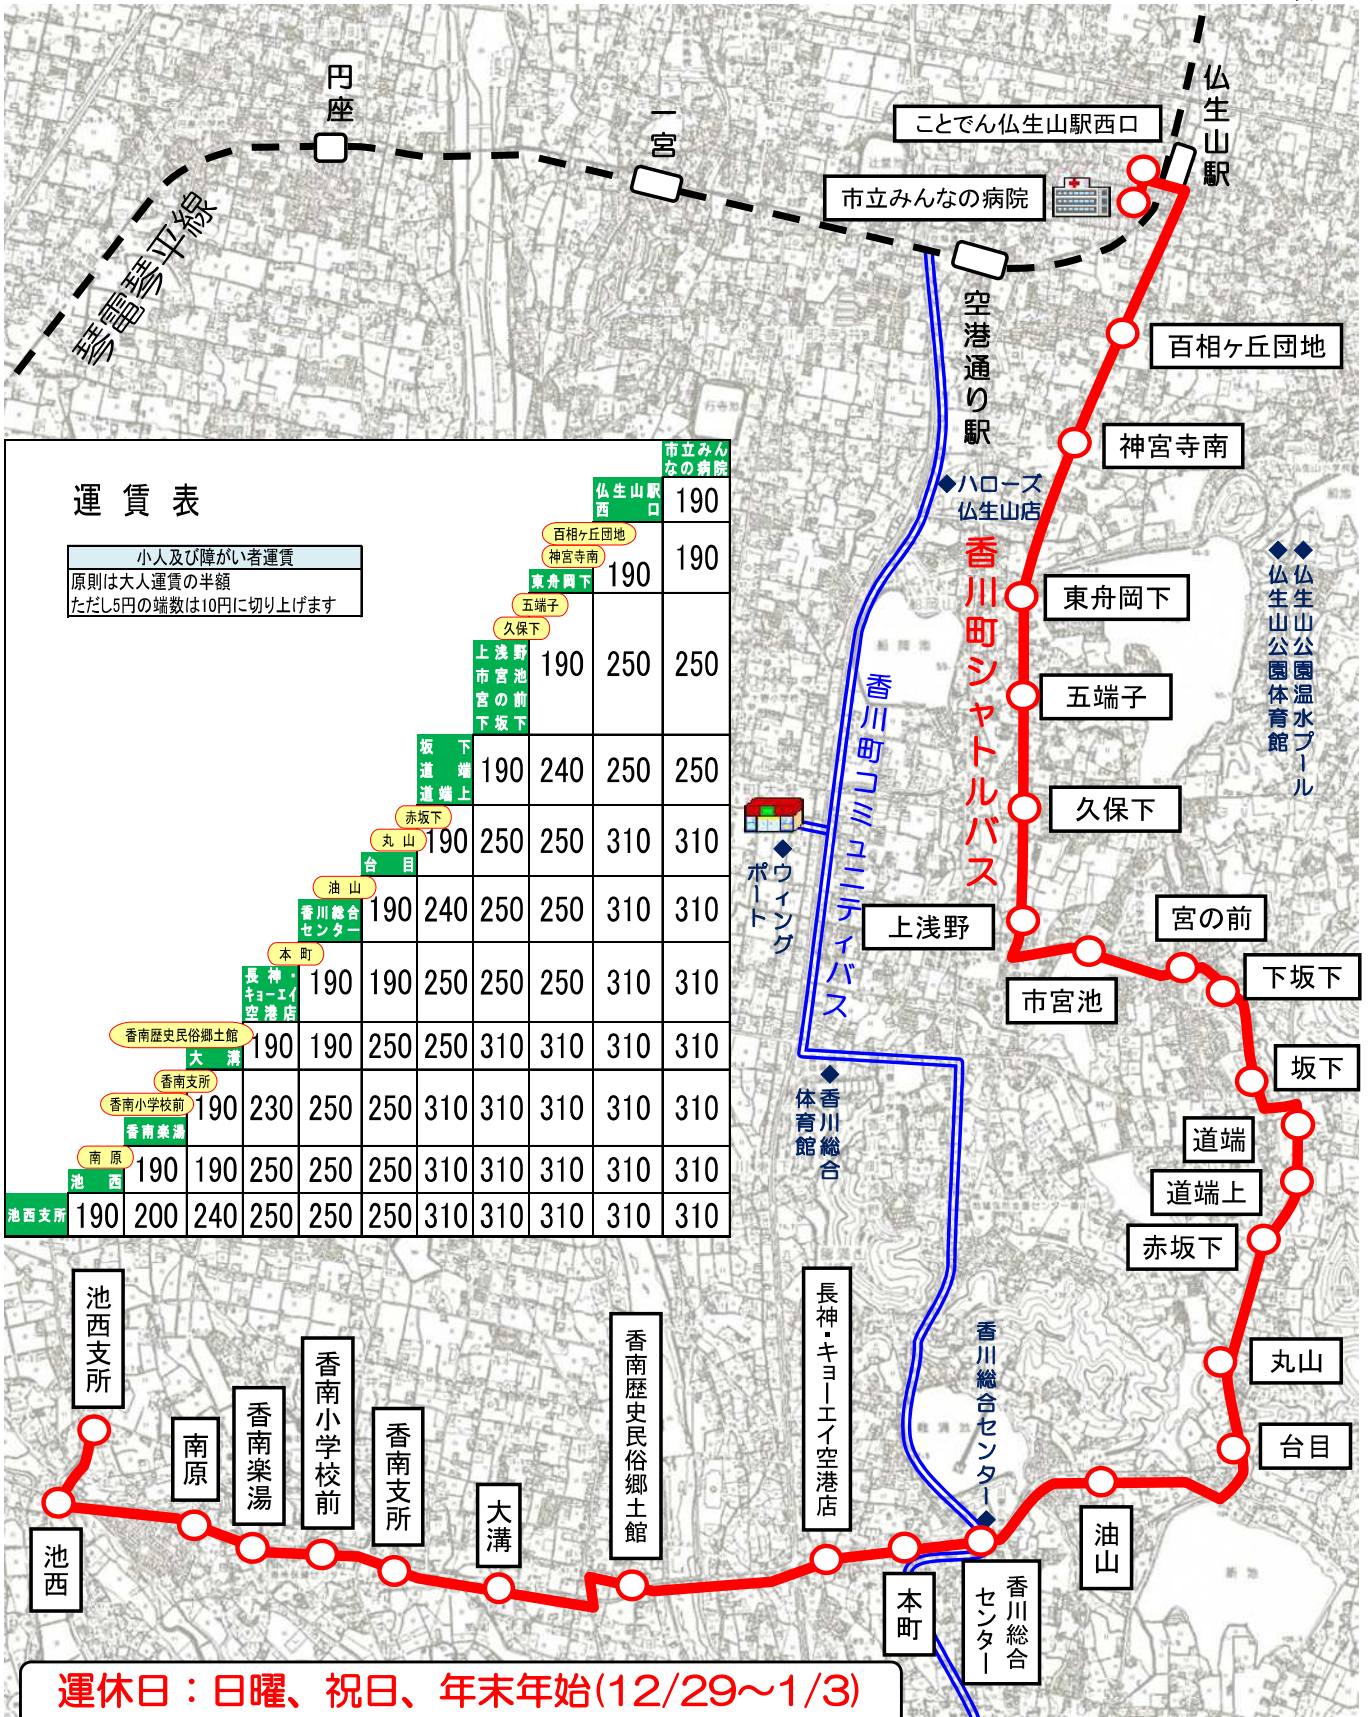 円座
一宮
仏生山駅
ことでん仏生山駅西口
市立みんなの病院
琴電琴平線
空港通り駅
百相ヶ丘団地
神宮寺南
◆ハローズ
仏生山店
香川町シャトルバス
東舟岡下
◆仏生山公園温水プール
◆仏生山公園体育館
五端子
香川町コミュニティバス
久保下
◆ウィング
ポート
上浅野
宮の前
市宮池
下坂下
坂下
◆香川総合
体育館
道端
道端上
赤坂下
丸山
台目
香川総合センター◆
油山
運賃表
小人及び障がい者運賃
原則は大人運賃の半額
ただし5円の端数は10円に切り上げます
市立みん
なの病院
仏生山駅
西口
190
百相ヶ丘団地
神宮寺南
東舟岡下
190 190
五端子
久保下
上浅野
市宮池
宮の前
下坂下
190 250 250
坂下
道端
道端上
190 240 250 250
赤坂下
丸山
台目
190 250 250 310 310
油山
香川総合
センター
190 240 250 250 310 310
本町
長神・
キョーエイ
空港店
190 190 250 250 250 310 310
香南歴史民俗郷土館
大溝
190 190 250 250 310 310 310 310
香南支所
香南小学校前
香南楽湯
190 230 250 250 310 310 310 310 310
南原
池西
190 190 250 250 250 310 310 310 310 310
池西支所
190 200 240 250 250 250 310 310 310 310 310
池西支所
池西
南原
香南楽湯
香南小学校前
香南支所
大溝
香南歴史民俗郷土館
長神・キョーエイ空港店
本町
香川総合
センター
運休日：日曜、祝日、年末年始(12/29～1/3)